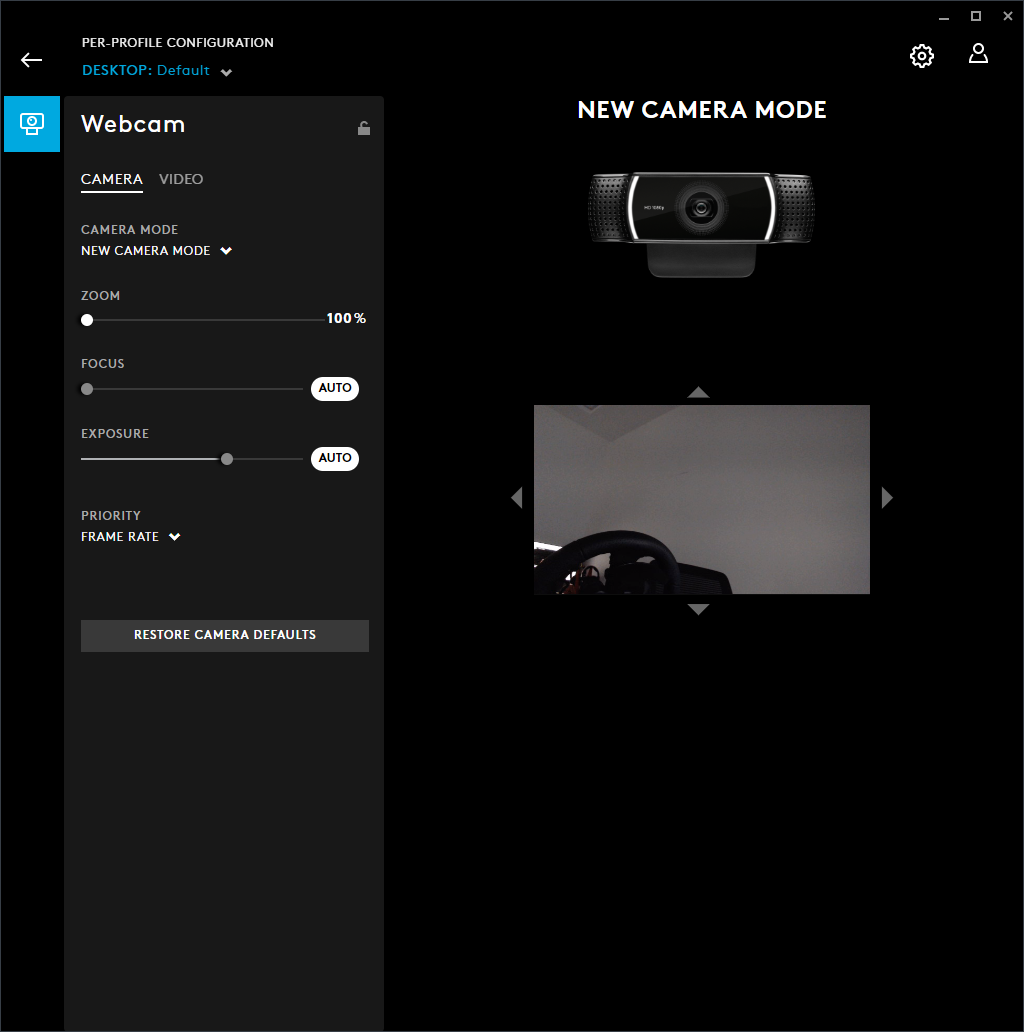 PER-PROFILE CONFIGURATION
DESKTOP: Default
Webcam
CAMERA VIDEO
CAMERA MODE
NEW CAMERA MODE
ZOOM
100%
FOCUS
AUTO
EXPOSURE
AUTO
PRIORITY
FRAME RATE
RESTORE CAMERA DEFAULTS
NEW CAMERA MODE
HD 1080p